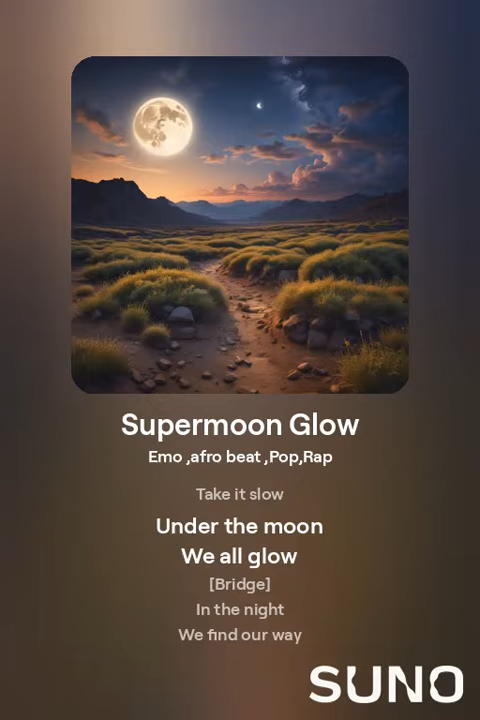 Supermoon Glow
Emo ,afro beat ,Pop,Rap
Take it slow
Under the moon
We all glow
[Bridge]
In the night
We find our way
SUNO